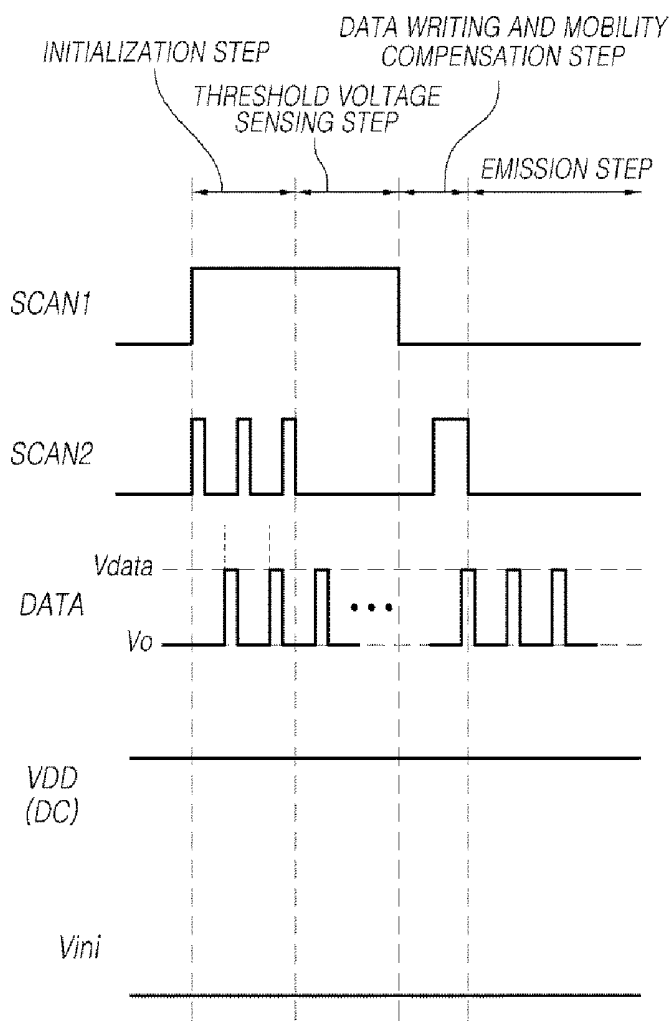 DATA WRITING AND MOBILITY
COMPENSATION STEP
INITIALIZATION STEP
THRESHOLD VOLTAGE
SENSING STEP
EMISSION STEP
SCAN1
SCAN2
Vdata
DATA
Vo
VDD
(DC)
Vini